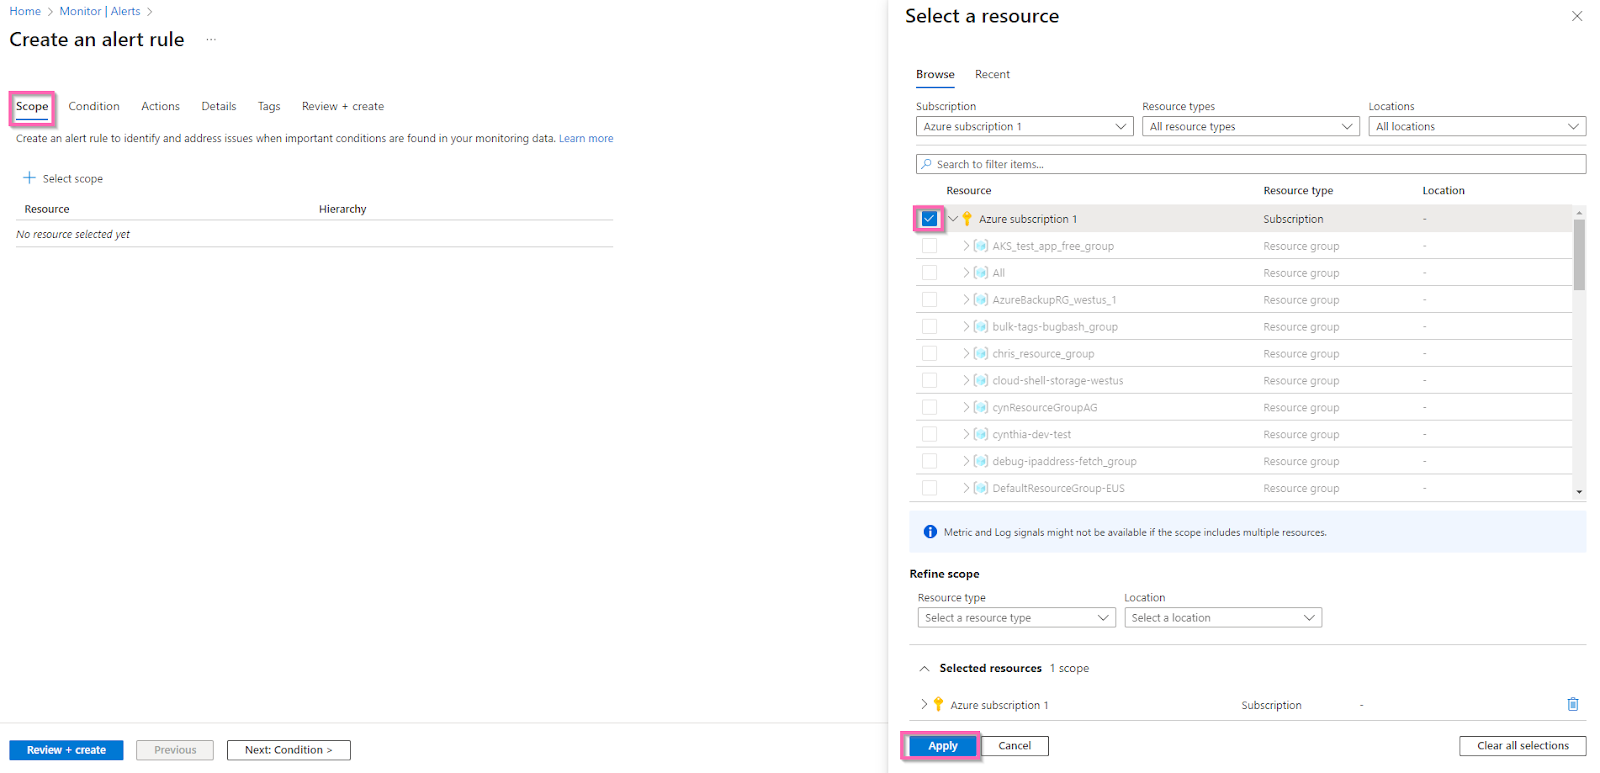 Home > Monitor | Alerts >
Create an alert rule ...
Scope Condition Actions Details Tags Review + create
Create an alert rule to identify and address issues when important conditions are found in your monitoring data. Learn more
+ Select scope
Resource Hierarchy
No resource selected yet
Review + create Previous Next: Condition >
Select a resource
Browse Recent
Subscription Resource types Locations
Azure subscription 1 All resource types All locations
Search to filter items...
Resource Resource type Location
Azure subscription 1 Subscription -
AKS_test_app_free_group Resource group -
All Resource group -
AzureBackupRG_westus_1 Resource group -
bulk-tags-bugbash_group Resource group -
chris_resource_group Resource group -
cloud-shell-storage-westus Resource group -
cynResourceGroupAG Resource group -
cynthia-dev-test Resource group -
debug-ipaddress-fetch_group Resource group -
DefaultResourceGroup-EUS Resource group -
Metric and Log signals might not be available if the scope includes multiple resources.
Refine scope
Resource type Location
Select a resource type Select a location
Selected resources 1 scope
Azure subscription 1 Subscription -
Apply Cancel Clear all selections